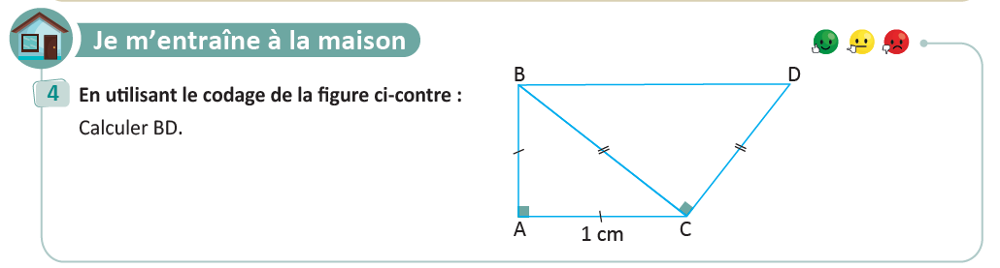 Je m'entraîne à la maison
4 En utilisant le codage de la figure ci-contre :
Calculer BD.
B D
A 1 cm C